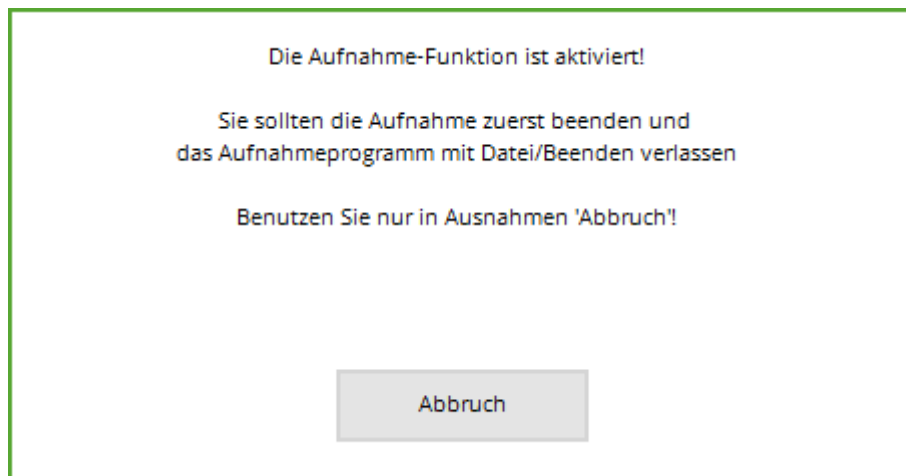 Die Aufnahme-Funktion ist aktiviert!
Sie sollten die Aufnahme zuerst beenden und
das Aufnahmeprogramm mit Datei/Beenden verlassen
Benutzen Sie nur in Ausnahmen 'Abbruch'!
Abbruch